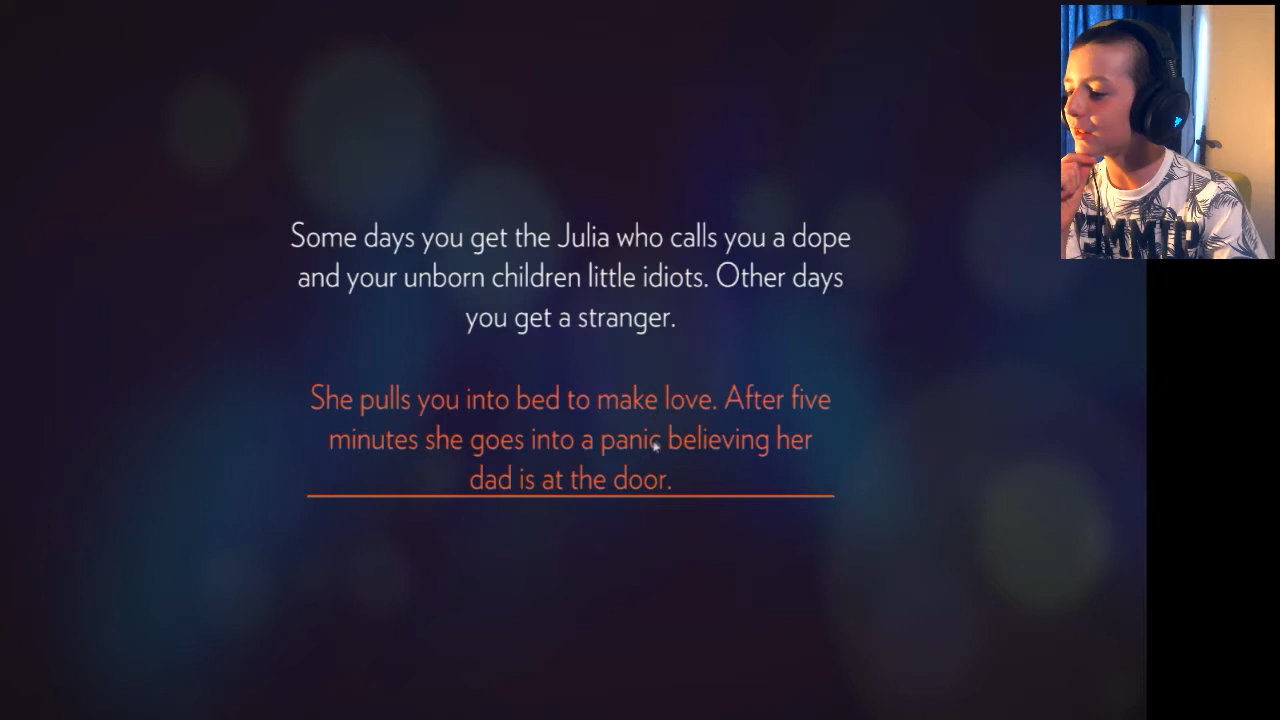 Some days you get the Julia who calls you a dope
and your unborn children little idiots. Other days
you get a stranger.
She pulls you into bed to make love. After five
minutes she goes into a panic believing her
dad is at the door.